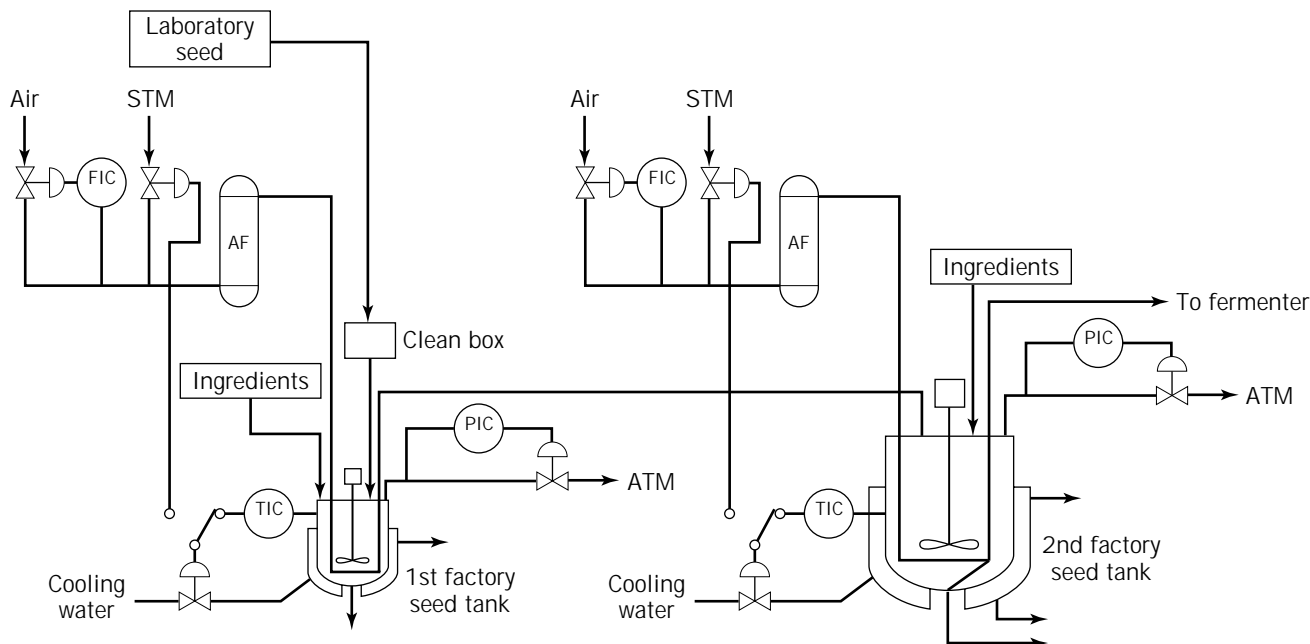 Laboratory
seed
Air
STM
Air
STM
FIC
FIC
AF
AF
Ingredients
To fermenter
Clean box
PIC
Ingredients
ATM
PIC
ATM
TIC
TIC
2nd factory
seed tank
Cooling
water
1st factory
seed tank
Cooling
water